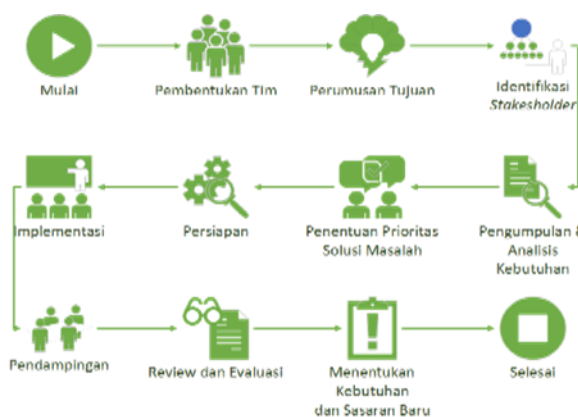 Mulai
Pembentukan Tim
Perumusan Tujuan
Identifikasi
Stakesholder
Implementasi
Persiapan
Penentuan Prioritas
Solusi Masalah
Pengumpulan &
Analisis
Kebutuhan
Pendampingan
Review dan Evaluasi
Menentukan
Kebutuhan
dan Sasaran Baru
Selesai